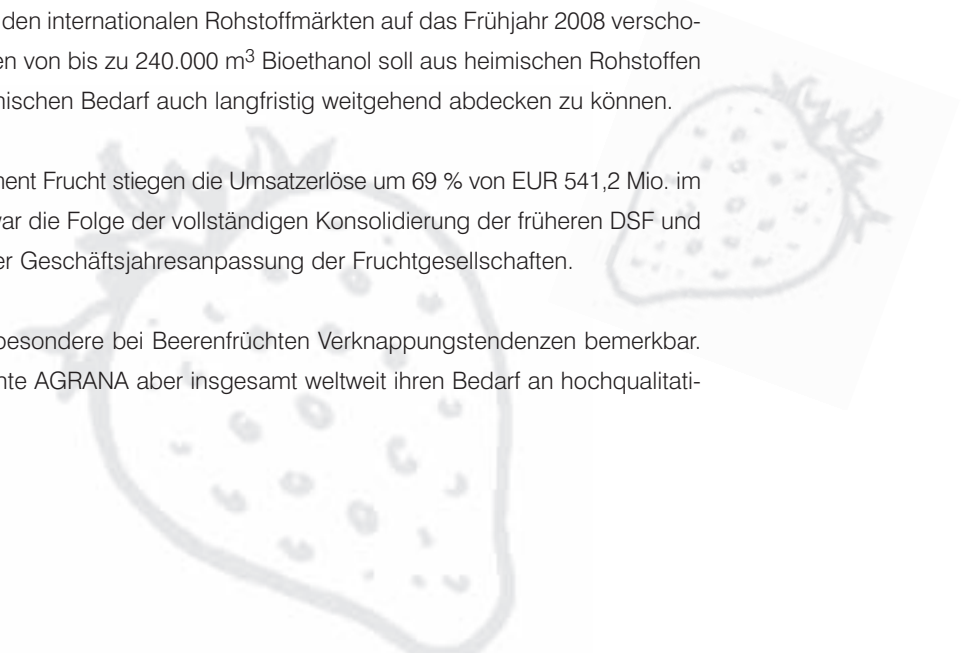 den internationalen Rohstoffmärkten auf das Frühjahr 2008 verscho-
en von bis zu 240.000 m³ Bioethanol soll aus heimischen Rohstoffen
nischen Bedarf auch langfristig weitgehend abdecken zu können.
nent Frucht stiegen die Umsatzerlöse um 69 % von EUR 541,2 Mio. im
var die Folge der vollständigen Konsolidierung der früheren DSF und
er Geschäftsjahresanpassung der Fruchtgesellschaften.
besondere bei Beerenfrüchten Verknappungstendenzen bemerkbar.
nte AGRANA aber insgesamt weltweit ihren Bedarf an hochqualitati-